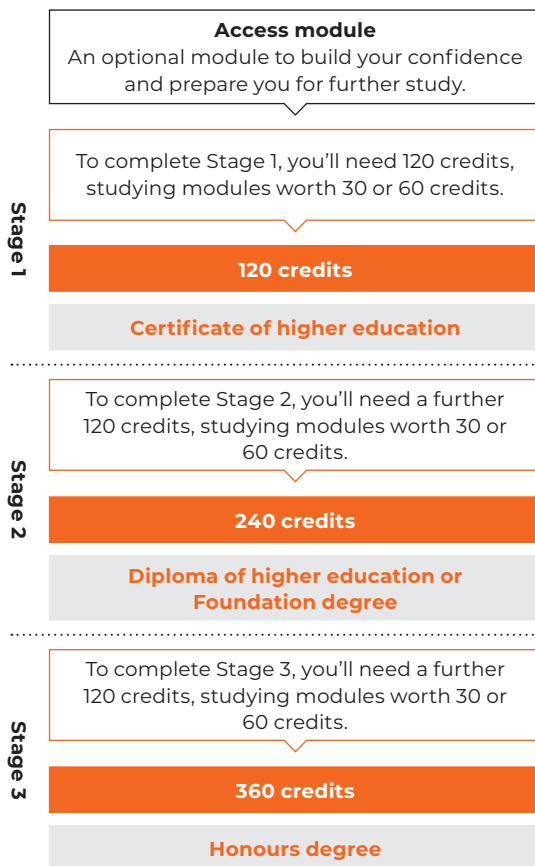 Access module
An optional module to build your confidence
and prepare you for further study.
Stage 1
To complete Stage 1, you'll need 120 credits,
studying modules worth 30 or 60 credits.
120 credits
Certificate of higher education
Stage 2
To complete Stage 2, you'll need a further
120 credits, studying modules worth 30 or
60 credits.
240 credits
Diploma of higher education or
Foundation degree
Stage 3
To complete Stage 3, you'll need a further
120 credits, studying modules worth 30 or
60 credits.
360 credits
Honours degree